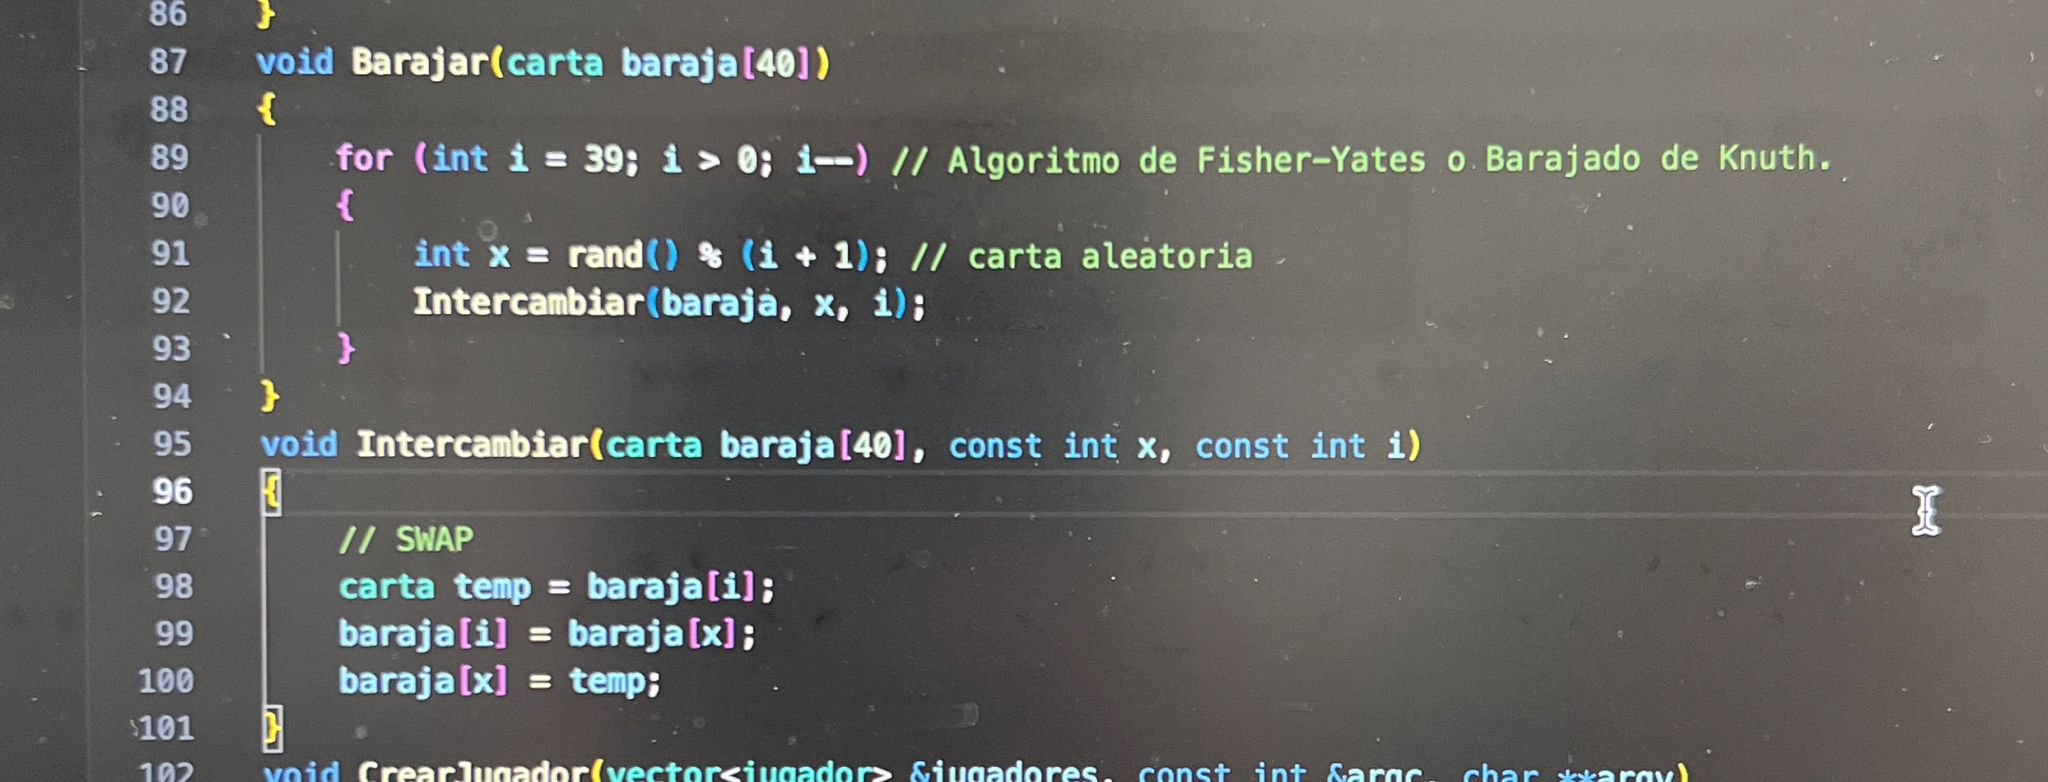 86 }
87 void Barajar(carta baraja[40])
88 {
89 for (int i = 39; i > 0; i--) // Algoritmo de Fisher-Yates o Barajado de Knuth.
90 {
91 int x = rand() % (i + 1); // carta aleatoria
92 Intercambiar(baraja, x, i);
93 }
94 }
95 void Intercambiar(carta baraja[40], const int x, const int i)
96 {
97 // SWAP
98 carta temp = baraja[i];
99 baraja[i] = baraja[x];
100 baraja[x] = temp;
101 }
102 void CrearJugador(vector<jugador> &jugadores, const int &argc, char **argv)